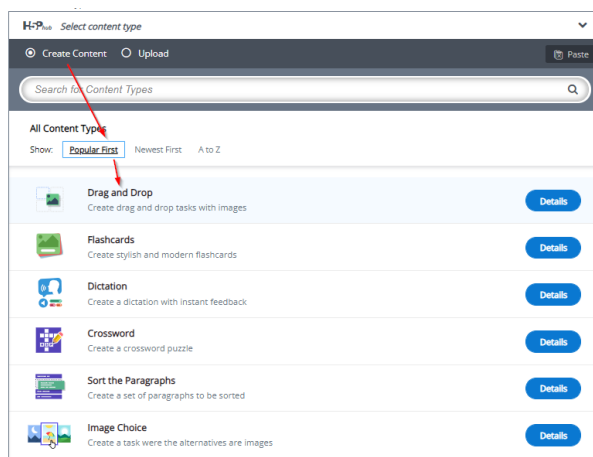 H5P hub Select content type
Create Content Upload Paste
Search for Content Types
All Content Types
Show: Popular First Newest First A to Z
Drag and Drop
Create drag and drop tasks with images
Details
Flashcards
Create stylish and modern flashcards
Details
Dictation
Create a dictation with instant feedback
Details
Crossword
Create a crossword puzzle
Details
Sort the Paragraphs
Create a set of paragraphs to be sorted
Details
Image Choice
Create a task were the alternatives are images
Details